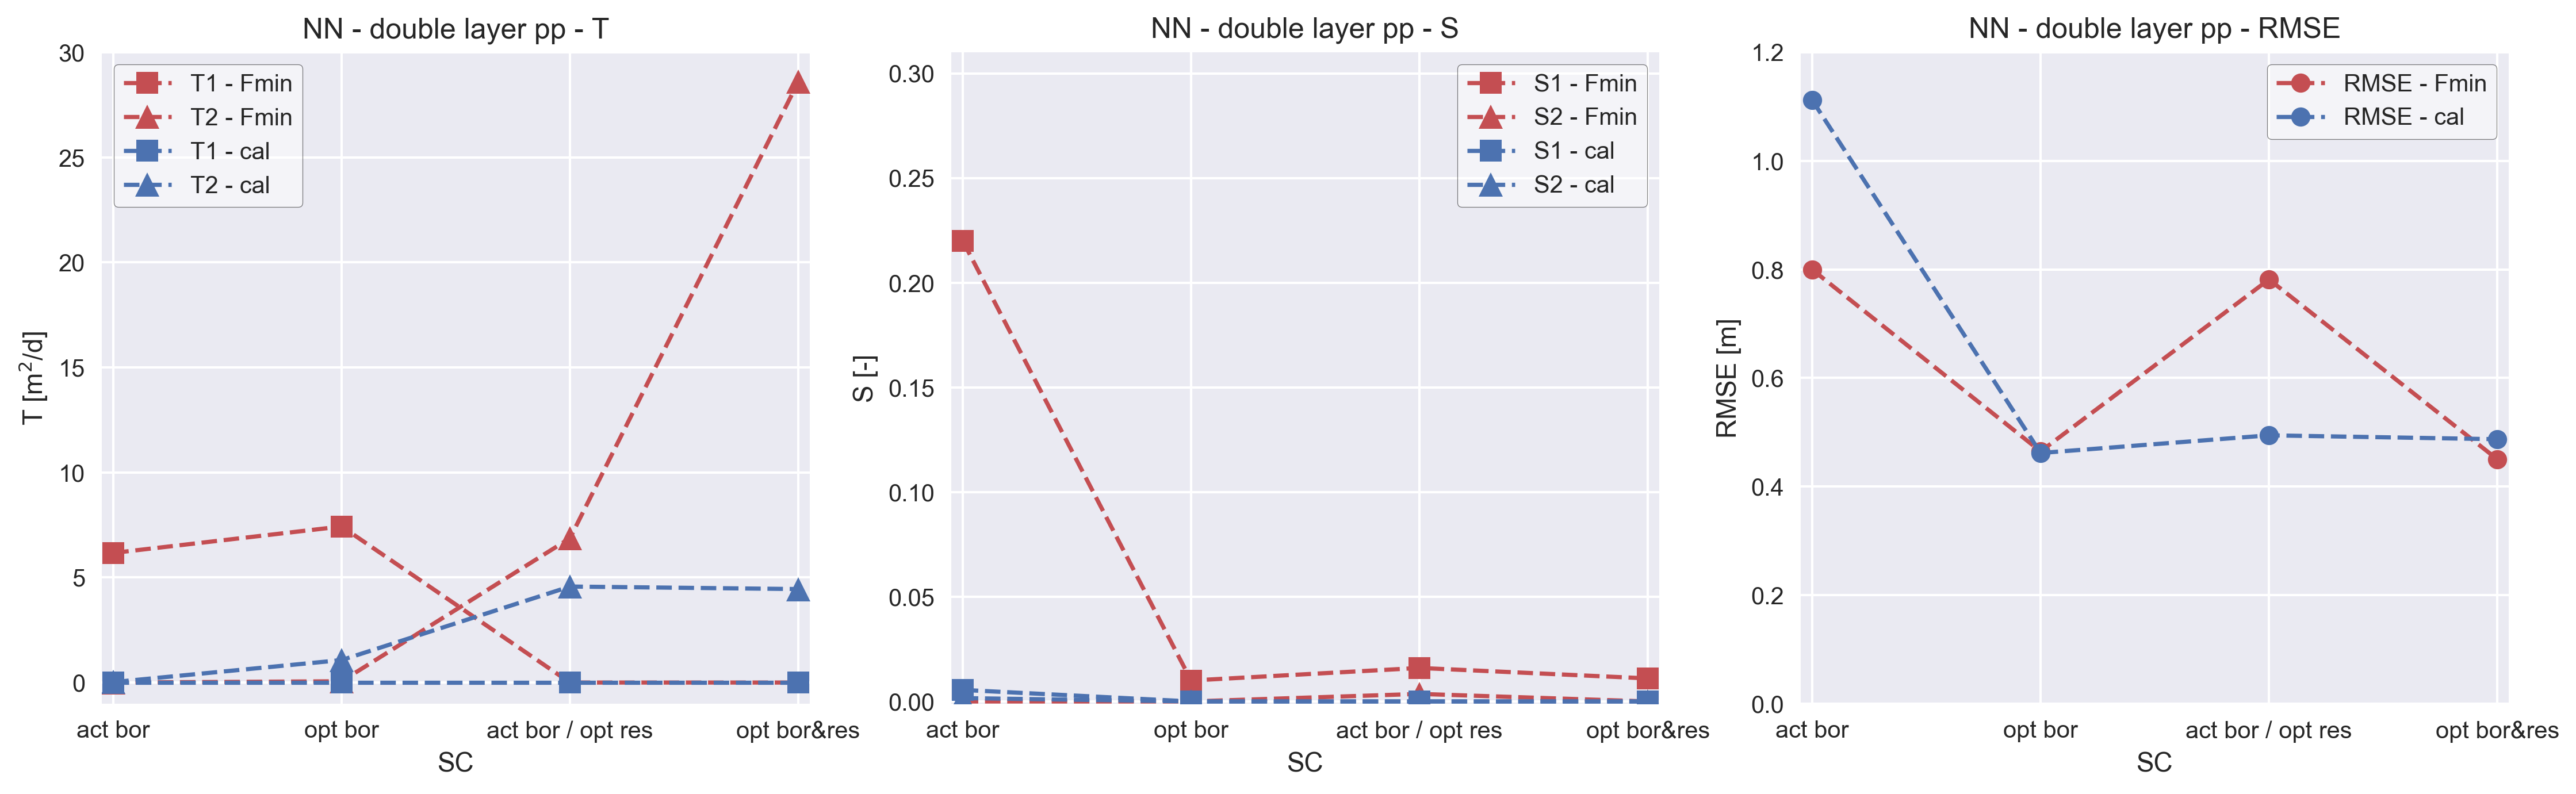 NN - double layer pp - T
30
25
20
15
10
5
0
T [m²/d]
T1 - Fmin
T2 - Fmin
T1 - cal
T2 - cal
act bor
opt bor
act bor / opt res
opt bor&res
SC
NN - double layer pp - S
0.30
0.25
0.20
0.15
0.10
0.05
0.00
S [-]
S1 - Fmin
S2 - Fmin
S1 - cal
S2 - cal
act bor
opt bor
act bor / opt res
opt bor&res
SC
NN - double layer pp - RMSE
1.2
1.0
0.8
0.6
0.4
0.2
0.0
RMSE [m]
RMSE - Fmin
RMSE - cal
act bor
opt bor
act bor / opt res
opt bor&res
SC